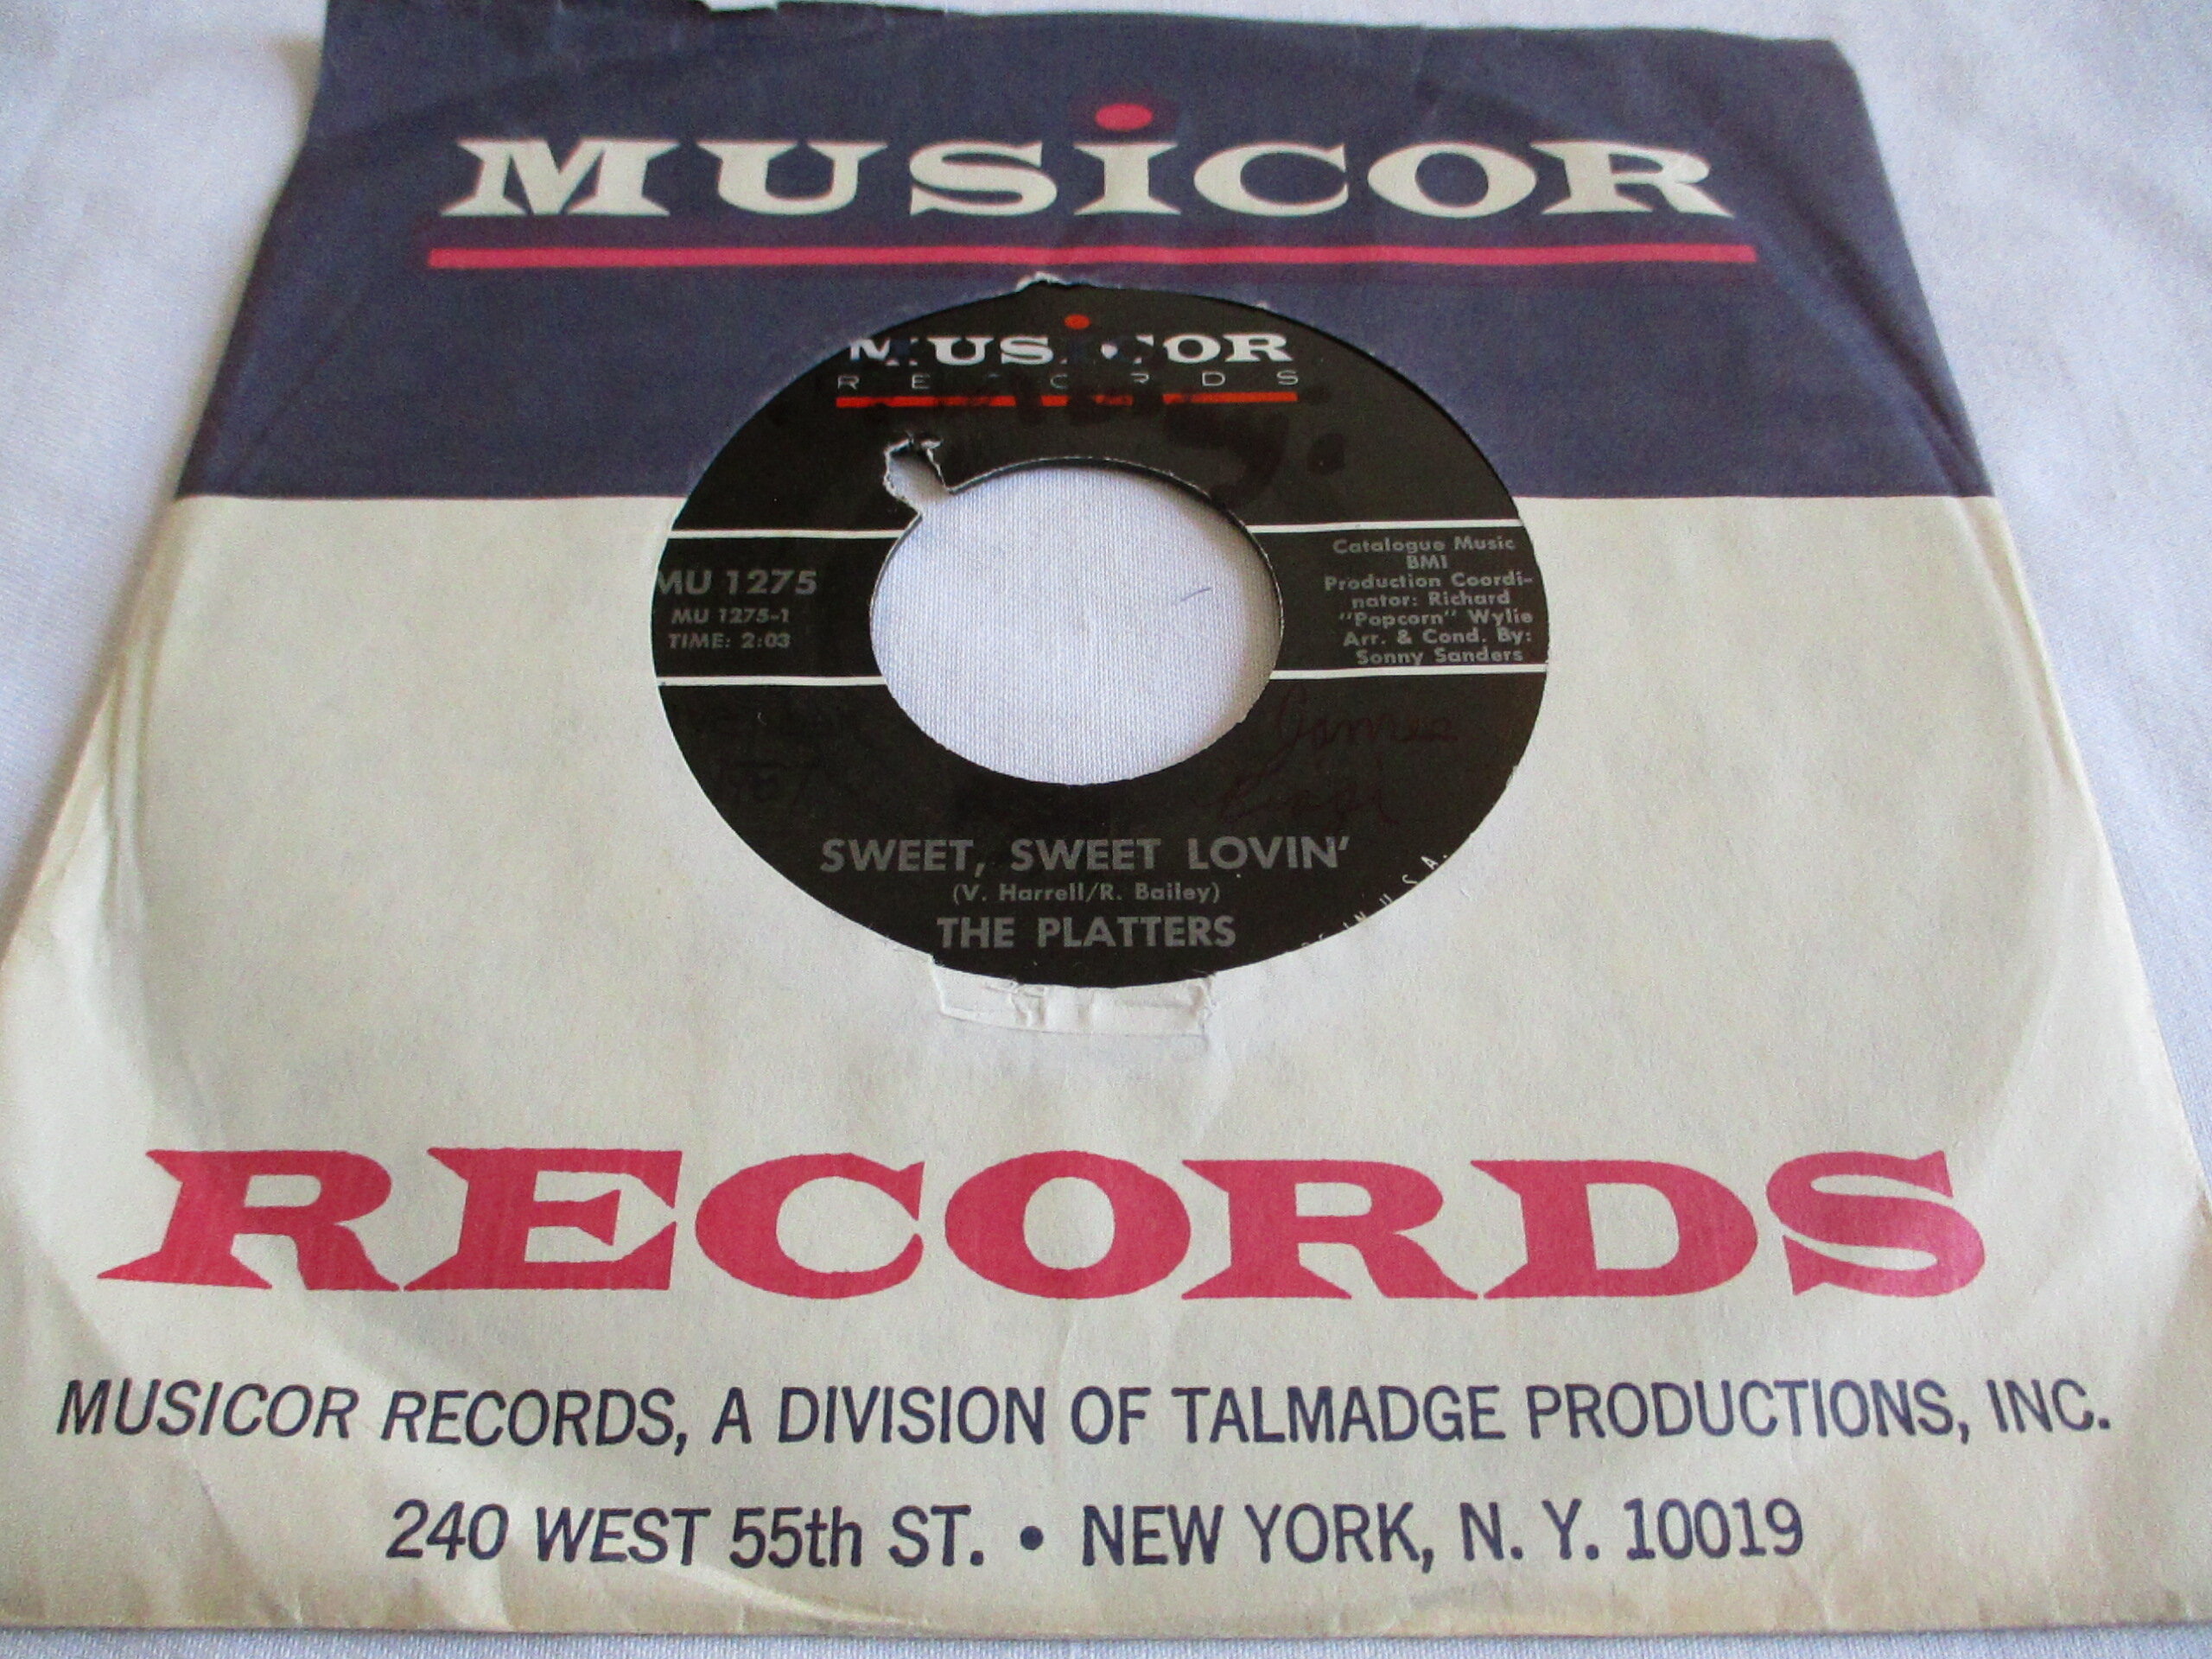 MUSiCOR
MUSiCOR
RECORDS
MU 1275
MU 1275-1
TIME: 2:03
Catalogue Music
BMI
Production Coordi-
nator: Richard
"Popcorn" Wylie
Arr. & Cond. By:
Sonny Sanders
SWEET, SWEET LOVIN'
(V. Harrell/R. Bailey)
THE PLATTERS
IN U.S.A.
RECORDS
MUSICOR RECORDS, A DIVISION OF TALMADGE PRODUCTIONS, INC.
240 WEST 55th ST. • NEW YORK, N. Y. 10019